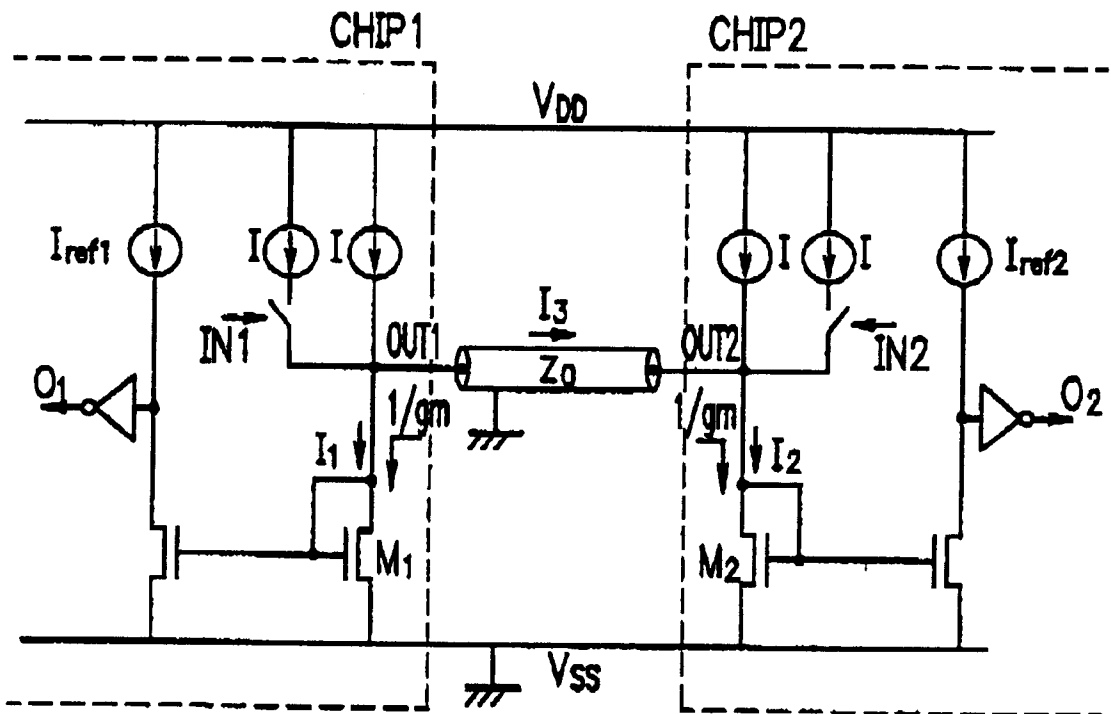 CHIP1
CHIP2
VDD
Iref1
I
I
I
I
Iref2
I3
IN1
OUT1
OUT2
IN2
Z0
O1
O2
1/gm
1/gm
I1
I2
M1
M2
VSS